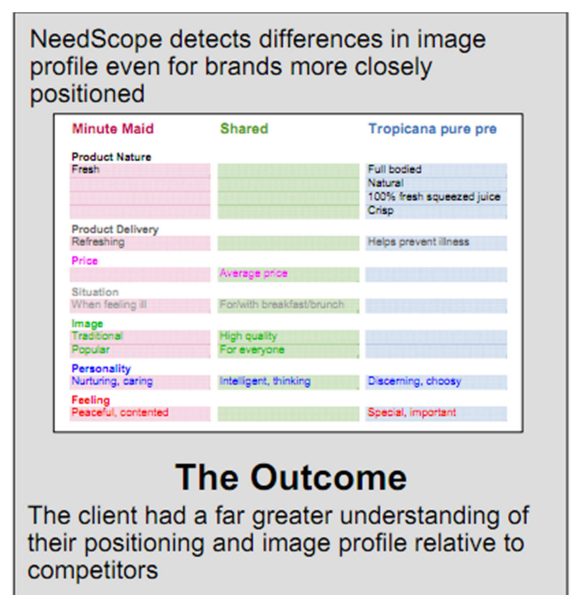 NeedScope detects differences in image
profile even for brands more closely
positioned
Minute Maid Shared Tropicana pure pre
Product Nature
Fresh Full bodied
Natural
100% fresh squeezed juice
Crisp
Product Delivery
Refreshing Helps prevent illness
Price
Average price
Situation
When feeling ill For/with breakfast/brunch
Image
Traditional High quality
Popular For everyone
Personality
Nurturing, caring Intelligent, thinking Discerning, choosy
Feeling
Peaceful, contented Special, important
The Outcome
The client had a far greater understanding of
their positioning and image profile relative to
competitors